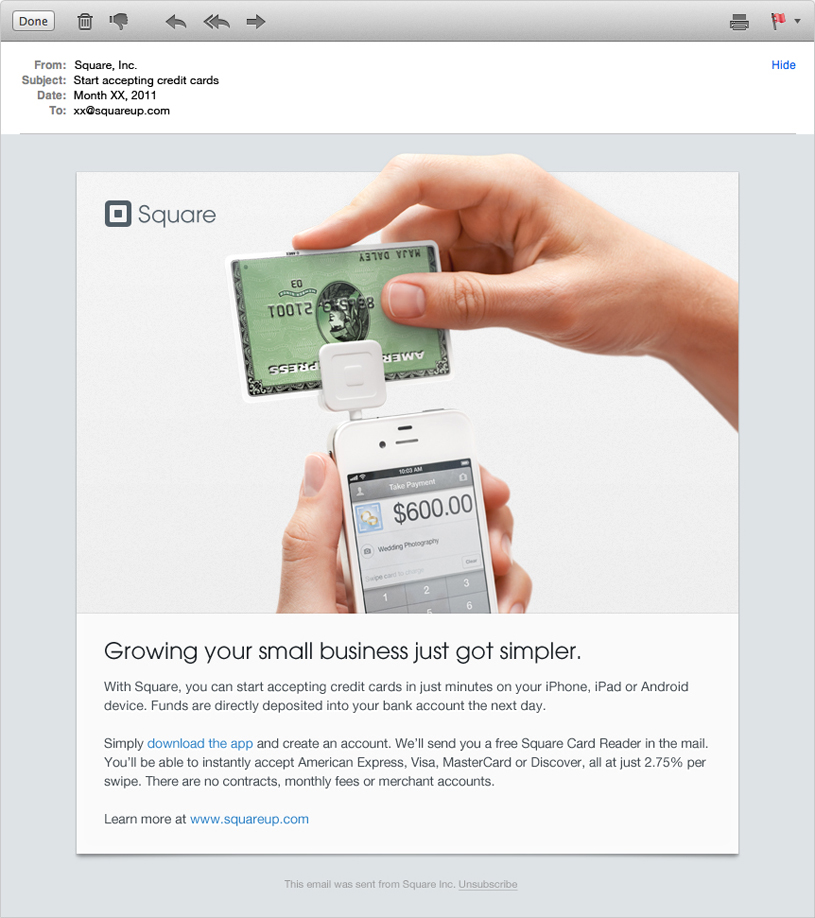 Done
From: Square, Inc.
Hide
Subject: Start accepting credit cards
Date: Month XX, 2011
To: xx@squareup.com
Square
MAJA DALEY
03
21001
AMERI
PRESS
10:03 AM
Take Payment
$600.00
Wedding Photography
Swipe card to charge
Clear
1 2 3
4 5 6
Growing your small business just got simpler.
With Square, you can start accepting credit cards in just minutes on your iPhone, iPad or Android
device. Funds are directly deposited into your bank account the next day.
Simply download the app and create an account. We’ll send you a free Square Card Reader in the mail.
You’ll be able to instantly accept American Express, Visa, MasterCard or Discover, all at just 2.75% per
swipe. There are no contracts, monthly fees or merchant accounts.
Learn more at www.squareup.com
This email was sent from Square Inc. Unsubscribe